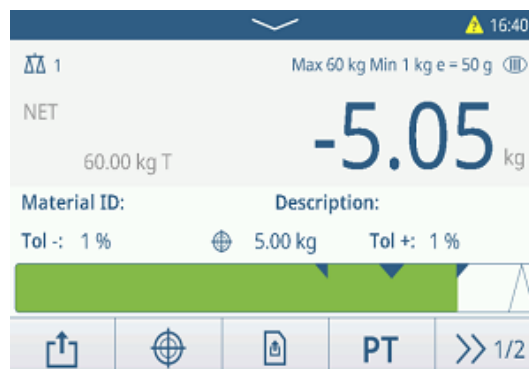 16:40
1 Max 60 kg Min 1 kg e = 50 g III
NET
-5.05 kg
60.00 kg T
Material ID: Description:
Tol -: 1 % 5.00 kg Tol +: 1 %
PT 1/2